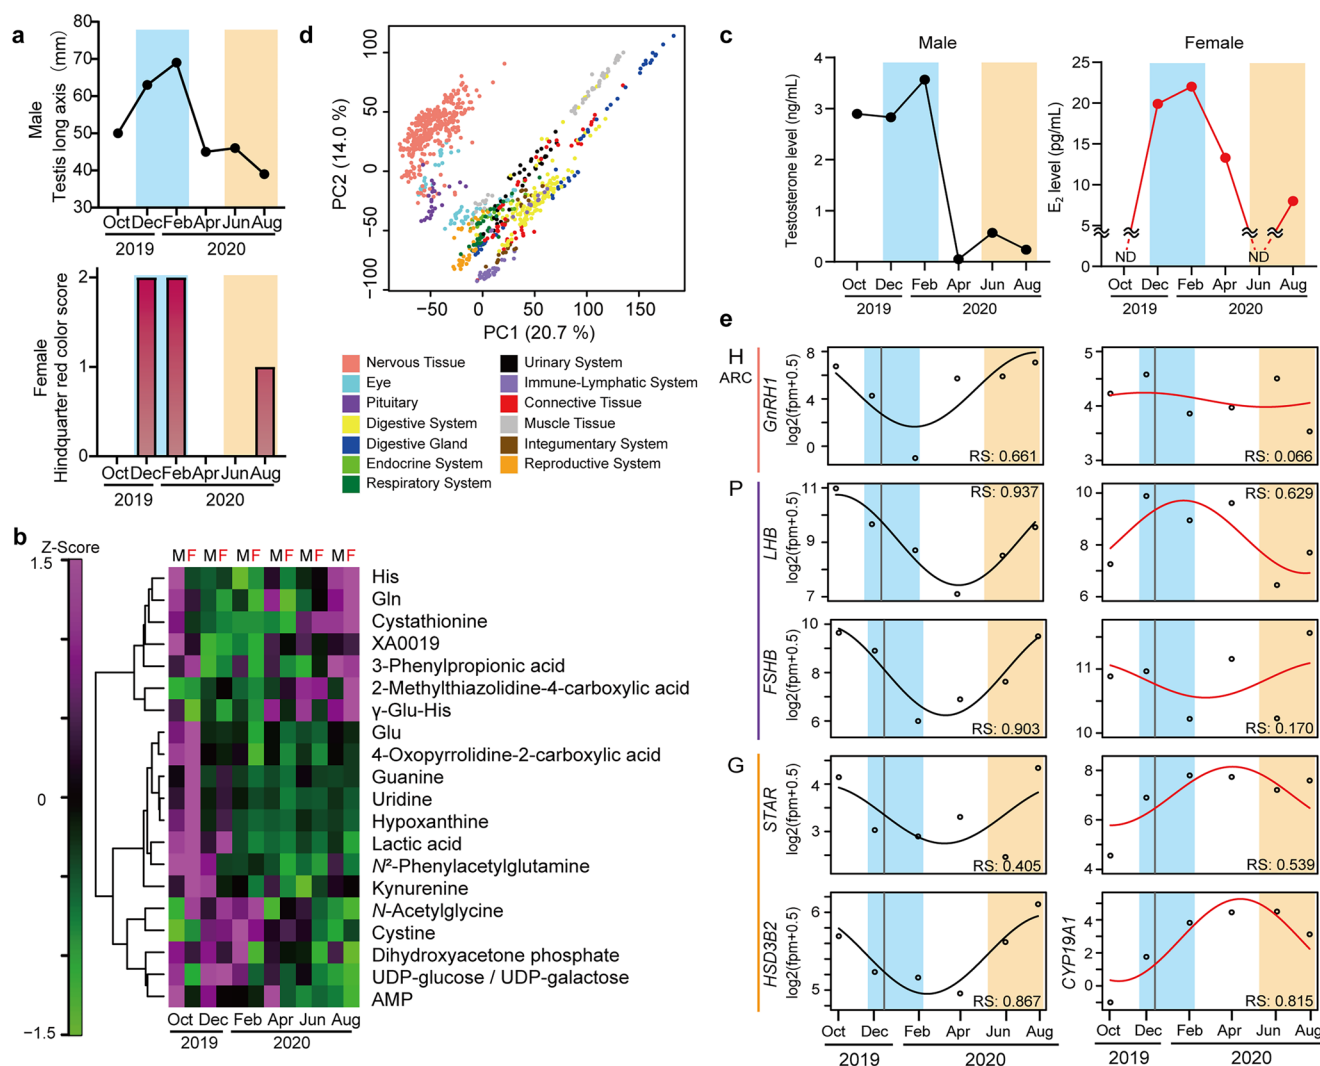 a
Male
Testis long axis (mm)
80
70
60
50
40
30
Oct Dec Feb Apr Jun Aug
2019 2020
Female
Hindquarter red color score
2
1
0
Oct Dec Feb Apr Jun Aug
2019 2020
d
PC2 (14.0 %)
100
50
0
−50
−100
−50 0 50 100 150
PC1 (20.7 %)
Nervous Tissue
Eye
Pituitary
Digestive System
Digestive Gland
Endocrine System
Respiratory System
Urinary System
Immune-Lymphatic System
Connective Tissue
Muscle Tissue
Integumentary System
Reproductive System
c
Male
Testosterone level (ng/mL)
4
3
2
1
0
Oct Dec Feb Apr Jun Aug
2019 2020
Female
E₂ level (pg/mL)
25
20
15
10
5
0
ND ND
Oct Dec Feb Apr Jun Aug
2019 2020
b
Z-Score
1.5
0
−1.5
M F M F M F M F M F M F
His
Gln
Cystathionine
XA0019
3-Phenylpropionic acid
2-Methylthiazolidine-4-carboxylic acid
γ-Glu-His
Glu
4-Oxopyrrolidine-2-carboxylic acid
Guanine
Uridine
Hypoxanthine
Lactic acid
N²-Phenylacetylglutamine
Kynurenine
N-Acetylglycine
Cystine
Dihydroxyacetone phosphate
UDP-glucose / UDP-galactose
AMP
Oct Dec Feb Apr Jun Aug
2019 2020
e
H
ARC
GnRH1
log2(fpm+0.5)
8
4
0
RS: 0.661
5
4
3
RS: 0.066
P
LHB
log2(fpm+0.5)
11
9
7
RS: 0.937
10
8
6
RS: 0.629
FSHB
log2(fpm+0.5)
10
8
6
RS: 0.903
11
10
RS: 0.170
G
STAR
log2(fpm+0.5)
4
3
RS: 0.405
8
6
RS: 0.539
HSD3B2
log2(fpm+0.5)
6
5
RS: 0.867
CYP19A1
4
2
0
RS: 0.815
Oct Dec Feb Apr Jun Aug
2019 2020
Oct Dec Feb Apr Jun Aug
2019 2020